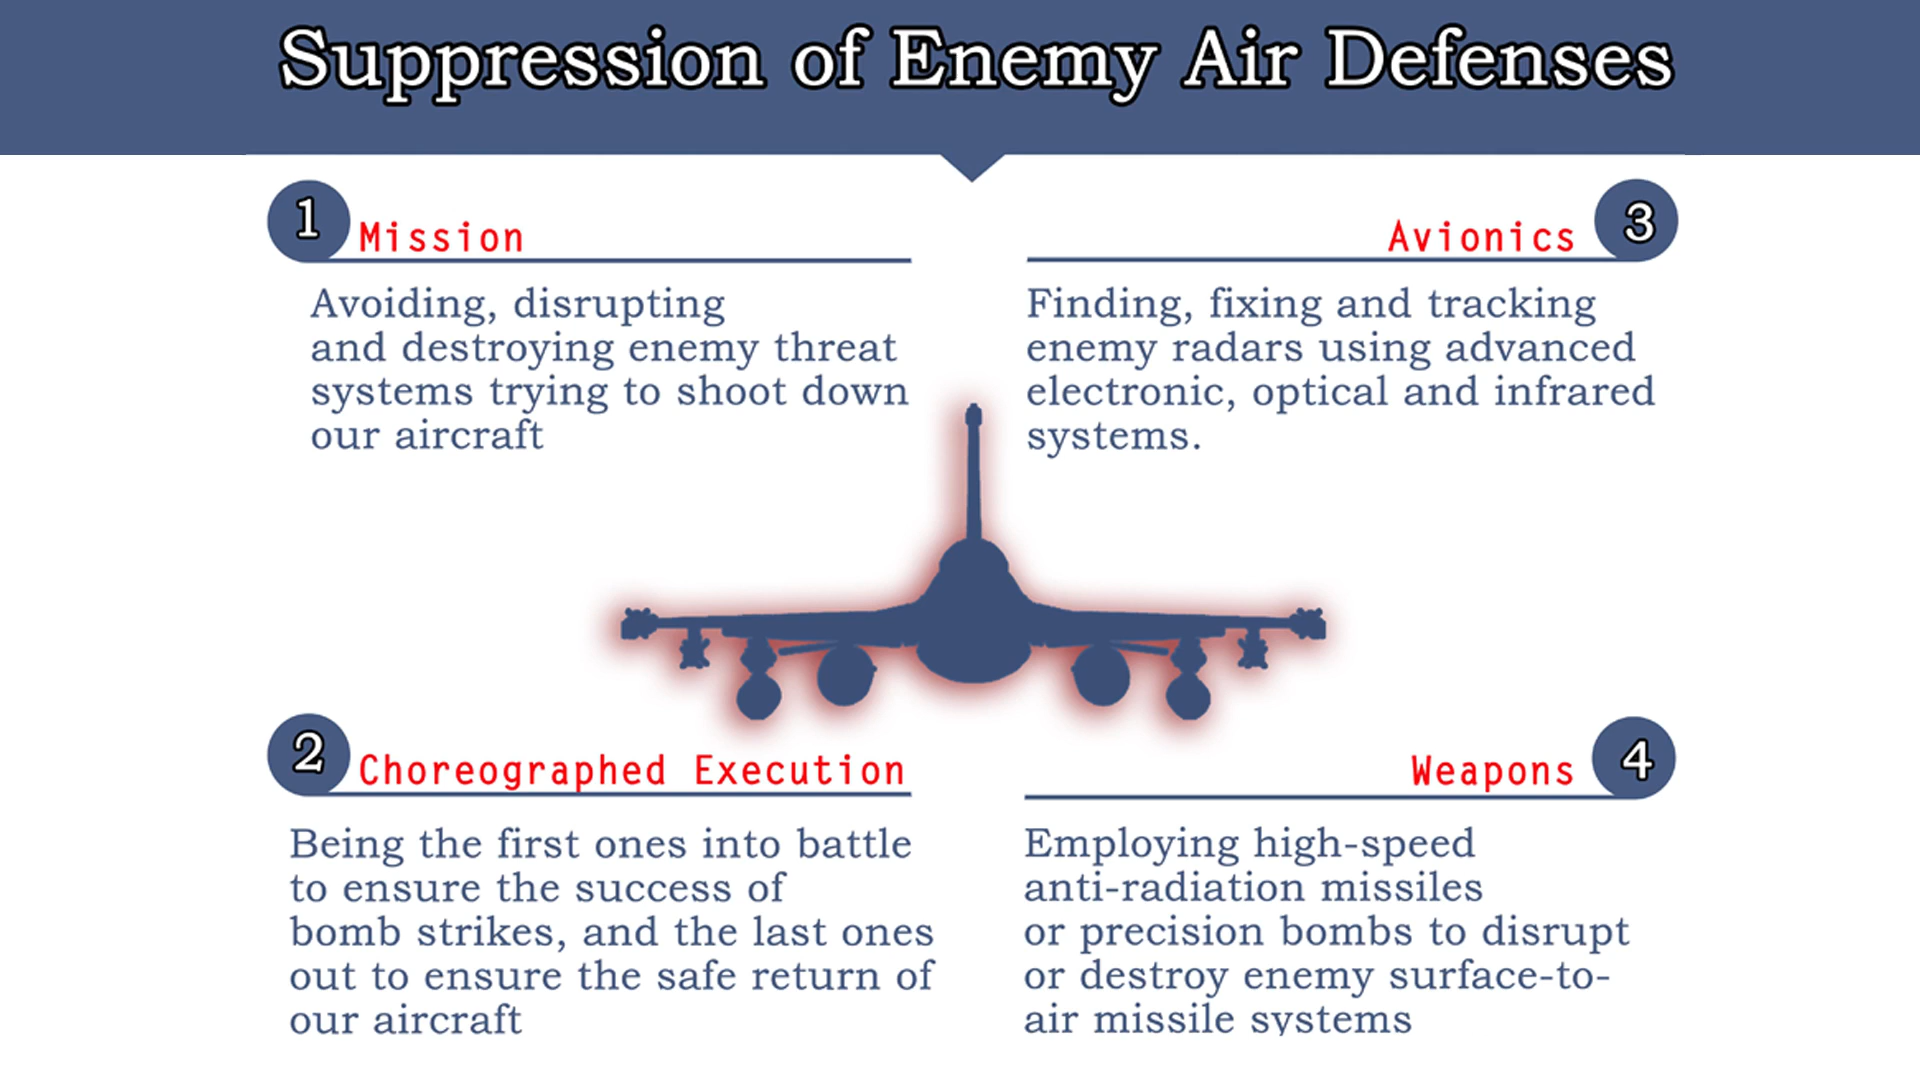 Suppression of Enemy Air Defenses
1 Mission
Avoiding, disrupting
and destroying enemy threat
systems trying to shoot down
our aircraft
2 Choreographed Execution
Being the first ones into battle
to ensure the success of
bomb strikes, and the last ones
out to ensure the safe return of
our aircraft
Avionics 3
Finding, fixing and tracking
enemy radars using advanced
electronic, optical and infrared
systems.
Weapons 4
Employing high-speed
anti-radiation missiles
or precision bombs to disrupt
or destroy enemy surface-to-
air missile systems